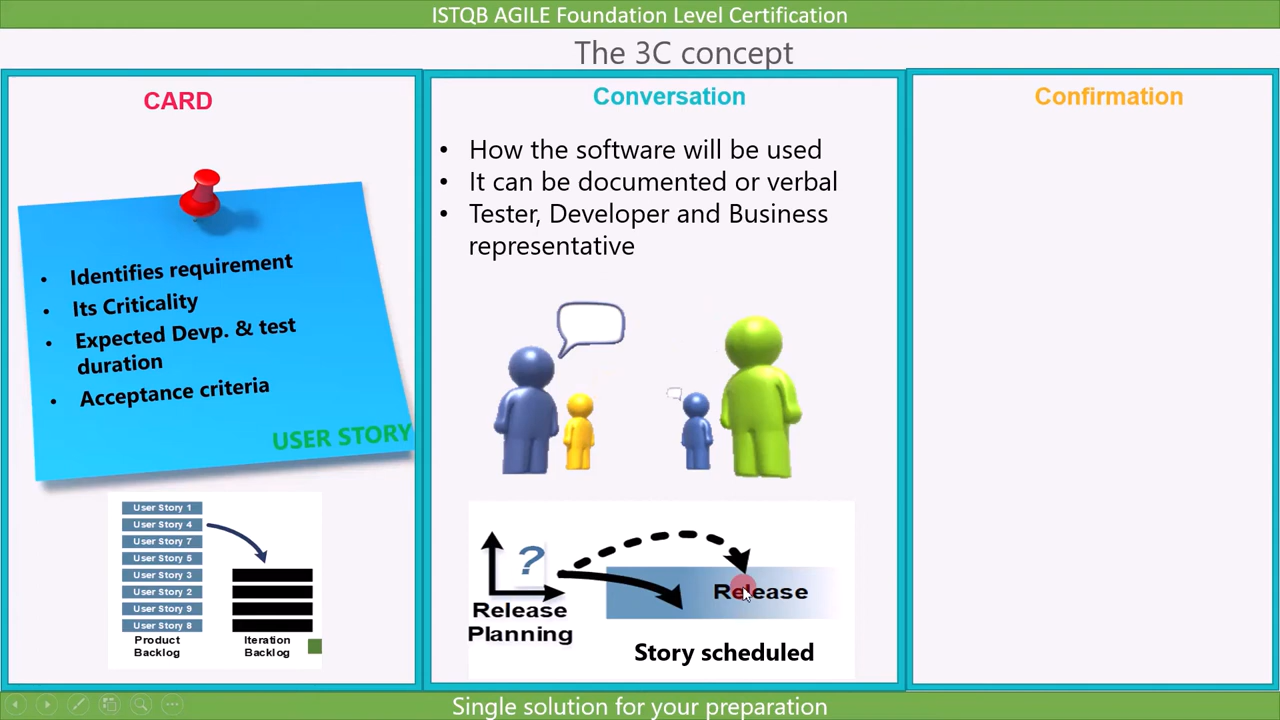 ISTQB AGILE Foundation Level Certification
The 3C concept
CARD
• Identifies requirement
• Its Criticality
• Expected Devp. & test
duration
• Acceptance criteria
USER STORY
User Story 1
User Story 4
User Story 7
User Story 5
User Story 3
User Story 2
User Story 9
User Story 8
Product
Backlog
Iteration
Backlog
Conversation
• How the software will be used
• It can be documented or verbal
• Tester, Developer and Business
representative
?
Release
Planning
Release
Story scheduled
Confirmation
Single solution for your preparation